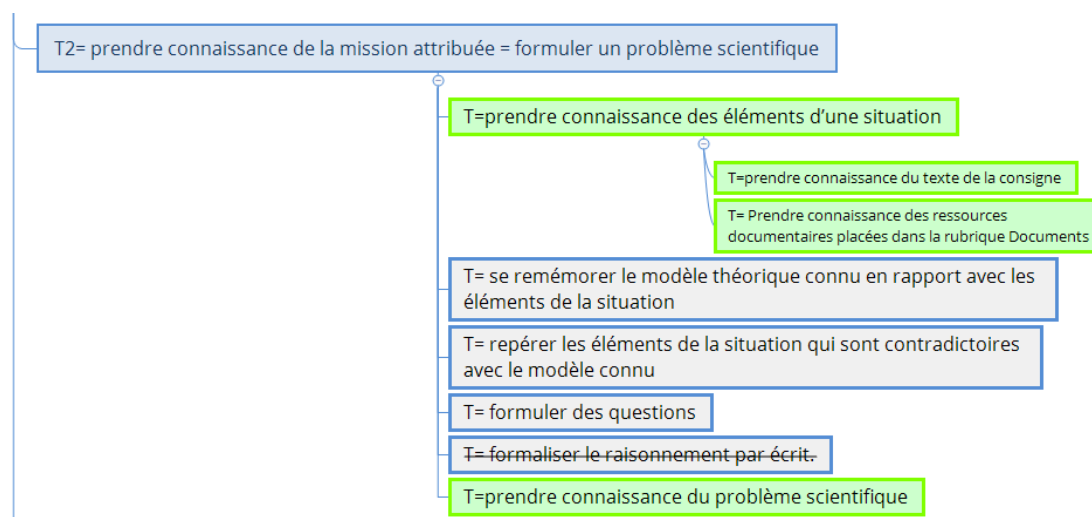 T2= prendre connaissance de la mission attribuée = formuler un problème scientifique
T=prendre connaissance des éléments d’une situation
T=prendre connaissance du texte de la consigne
T= Prendre connaissance des ressources
documentaires placées dans la rubrique Documents
T= se remémorer le modèle théorique connu en rapport avec les
éléments de la situation
T= repérer les éléments de la situation qui sont contradictoires
avec le modèle connu
T= formuler des questions
T= formaliser le raisonnement par écrit.
T=prendre connaissance du problème scientifique